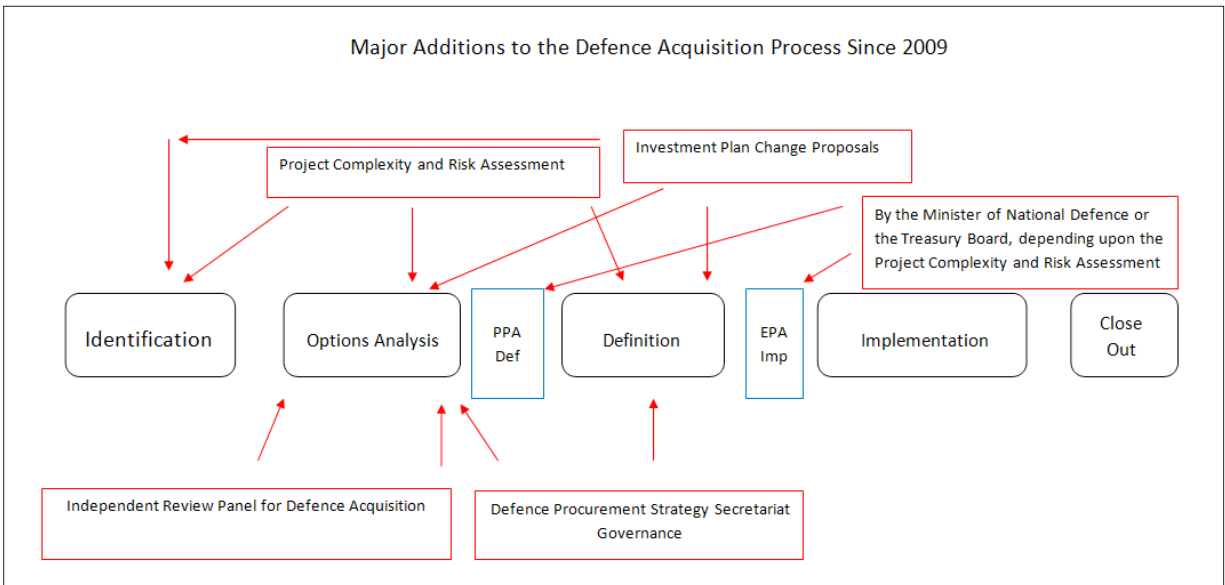 Major Additions to the Defence Acquisition Process Since 2009
Investment Plan Change Proposals
Project Complexity and Risk Assessment
By the Minister of National Defence or
the Treasury Board, depending upon the
Project Complexity and Risk Assessment
Identification
Options Analysis
PPA
Def
Definition
EPA
Imp
Implementation
Close
Out
Independent Review Panel for Defence Acquisition
Defence Procurement Strategy Secretariat
Governance